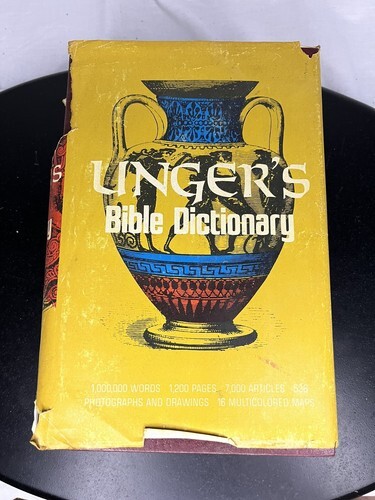 UNGER'S
Bible Dictionary
1,000,000 WORDS 1,200 PAGES 7,000 ARTICLES
PHOTOGRAPHS AND DRAWINGS 16 MULTICOLORED MAPS
S
y